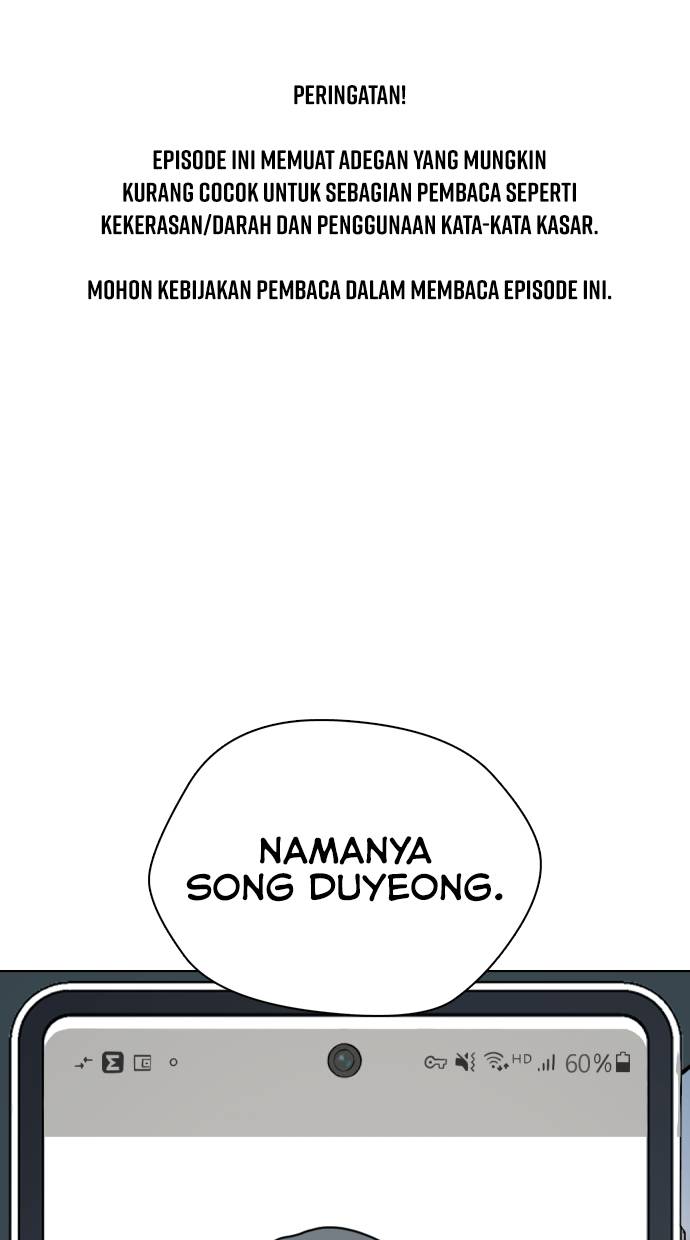 PERINGATAN!
EPISODE INI MEMUAT ADEGAN YANG MUNGKIN
KURANG COCOK UNTUK SEBAGIAN PEMBACA SEPERTI
KEKERASAN/DARAH DAN PENGGUNAAN KATA-KATA KASAR.
MOHON KEBIJAKAN PEMBACA DALAM MEMBACA EPISODE INI.
NAMANYA
SONG DUYEONG.
HD 60%